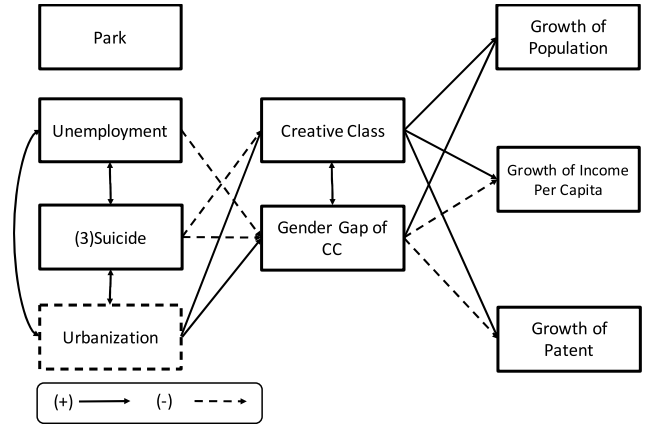 Park
Growth of
Population
Unemployment
Creative Class
Growth of Income
Per Capita
(3)Suicide
Gender Gap of
CC
Urbanization
Growth of
Patent
(+)
(-)